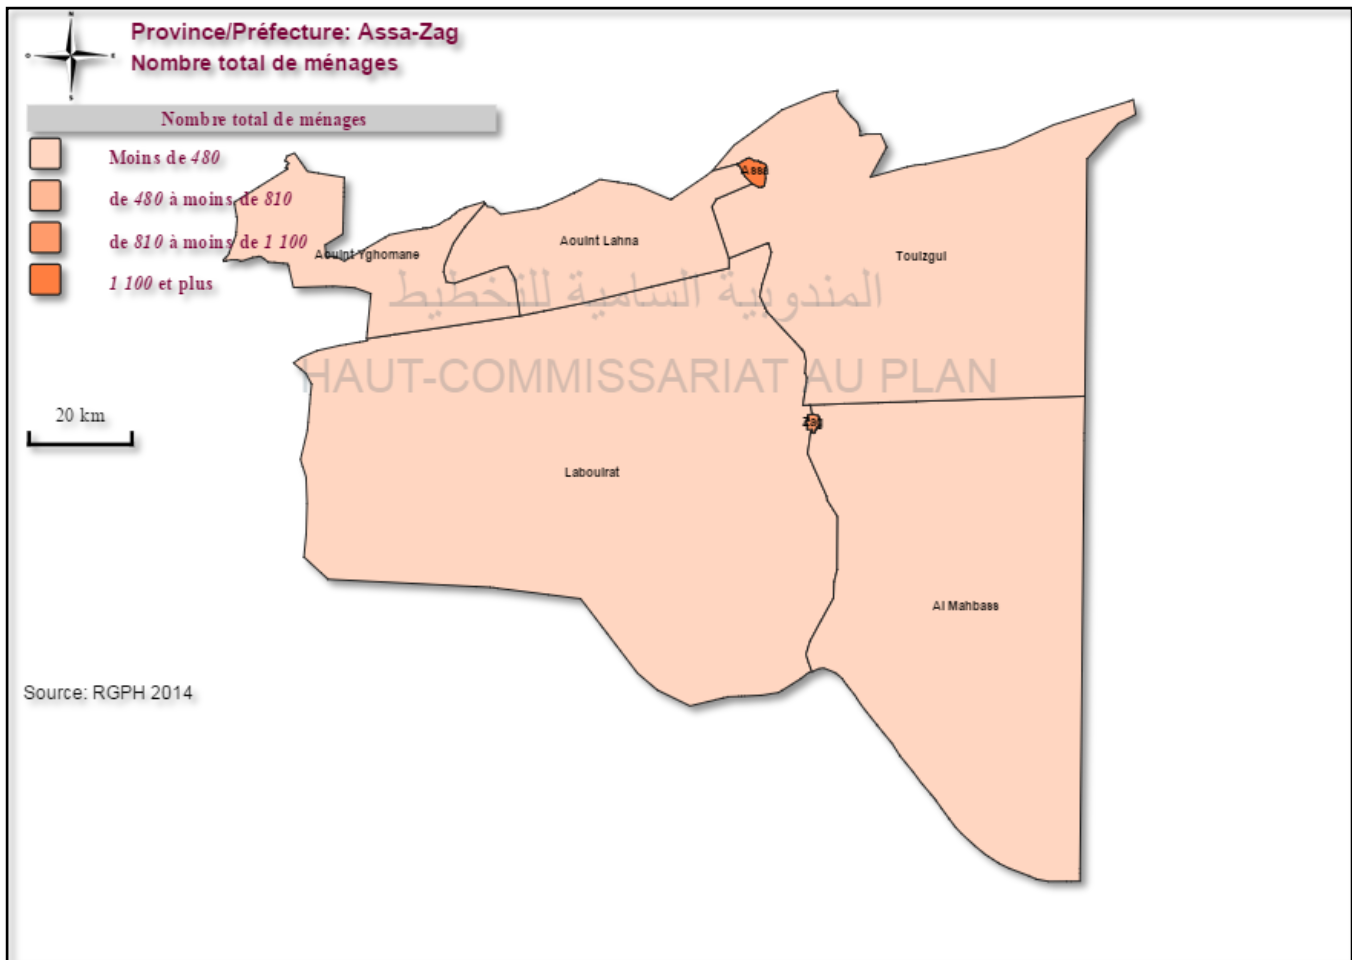 N
O
E
S
Province/Préfecture: Assa-Zag
Nombre total de ménages
Nombre total de ménages
Moins de 480
de 480 à moins de 810
de 810 à moins de 1 100
1 100 et plus
Assa
Aouint Yghomane
Aouint Lahna
Touizgui
المندوبية السامية للتخطيط
HAUT-COMMISSARIAT AU PLAN
20 km
Zag
Labouirat
Al Mahbass
Source: RGPH 2014